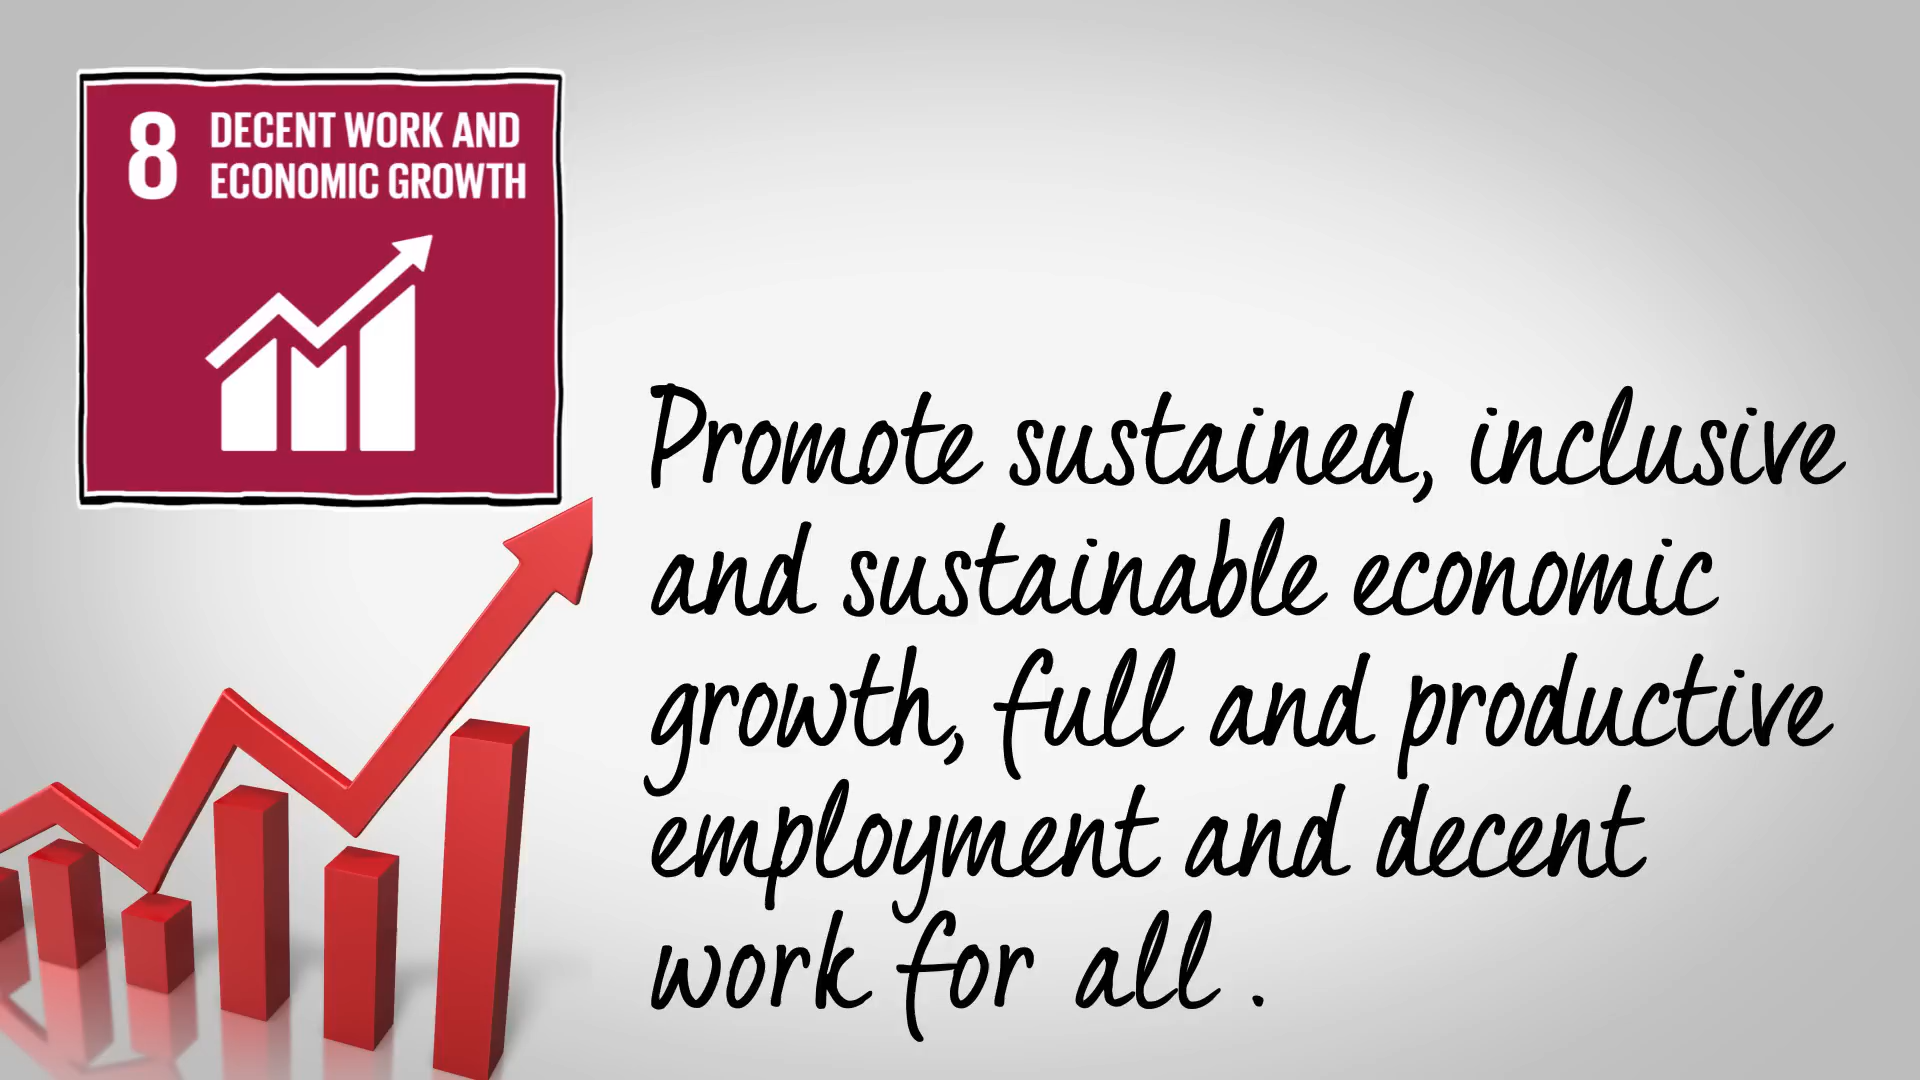 8 DECENT WORK AND
ECONOMIC GROWTH
Promote sustained, inclusive
and sustainable economic
growth, full and productive
employment and decent
work for all .